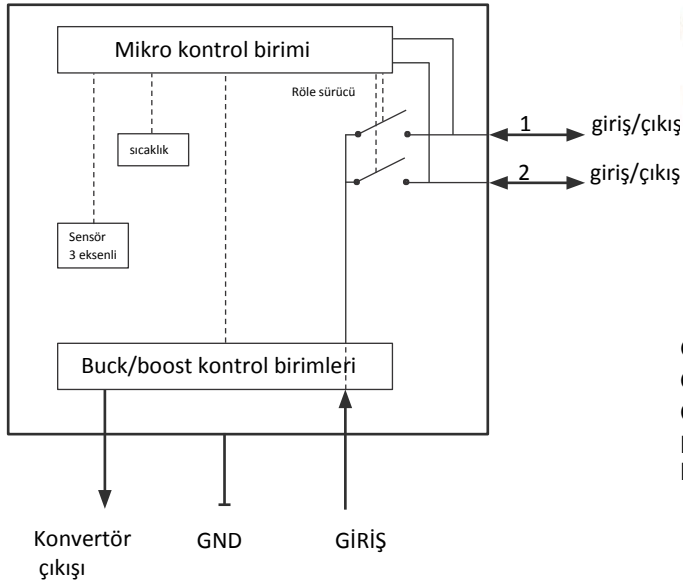 Mikro kontrol birimi
Röle sürücü
sıcaklık
1
giriş/çıkış
2
giriş/çıkış
Sensör
3 eksenli
Buck/boost kontrol birimleri
Konvertör
çıkışı
GND
GİRİŞ